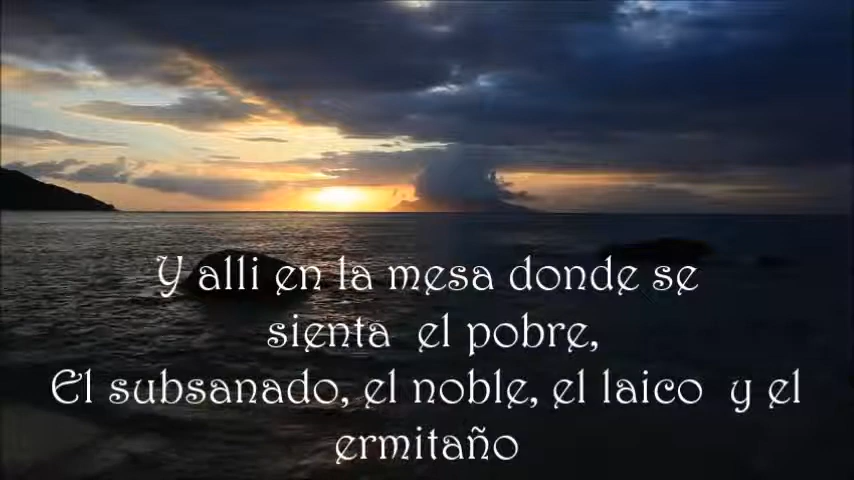 Y alli en la mesa donde se
sienta el pobre,
El subsanado, el noble, el laico y el
ermitaño